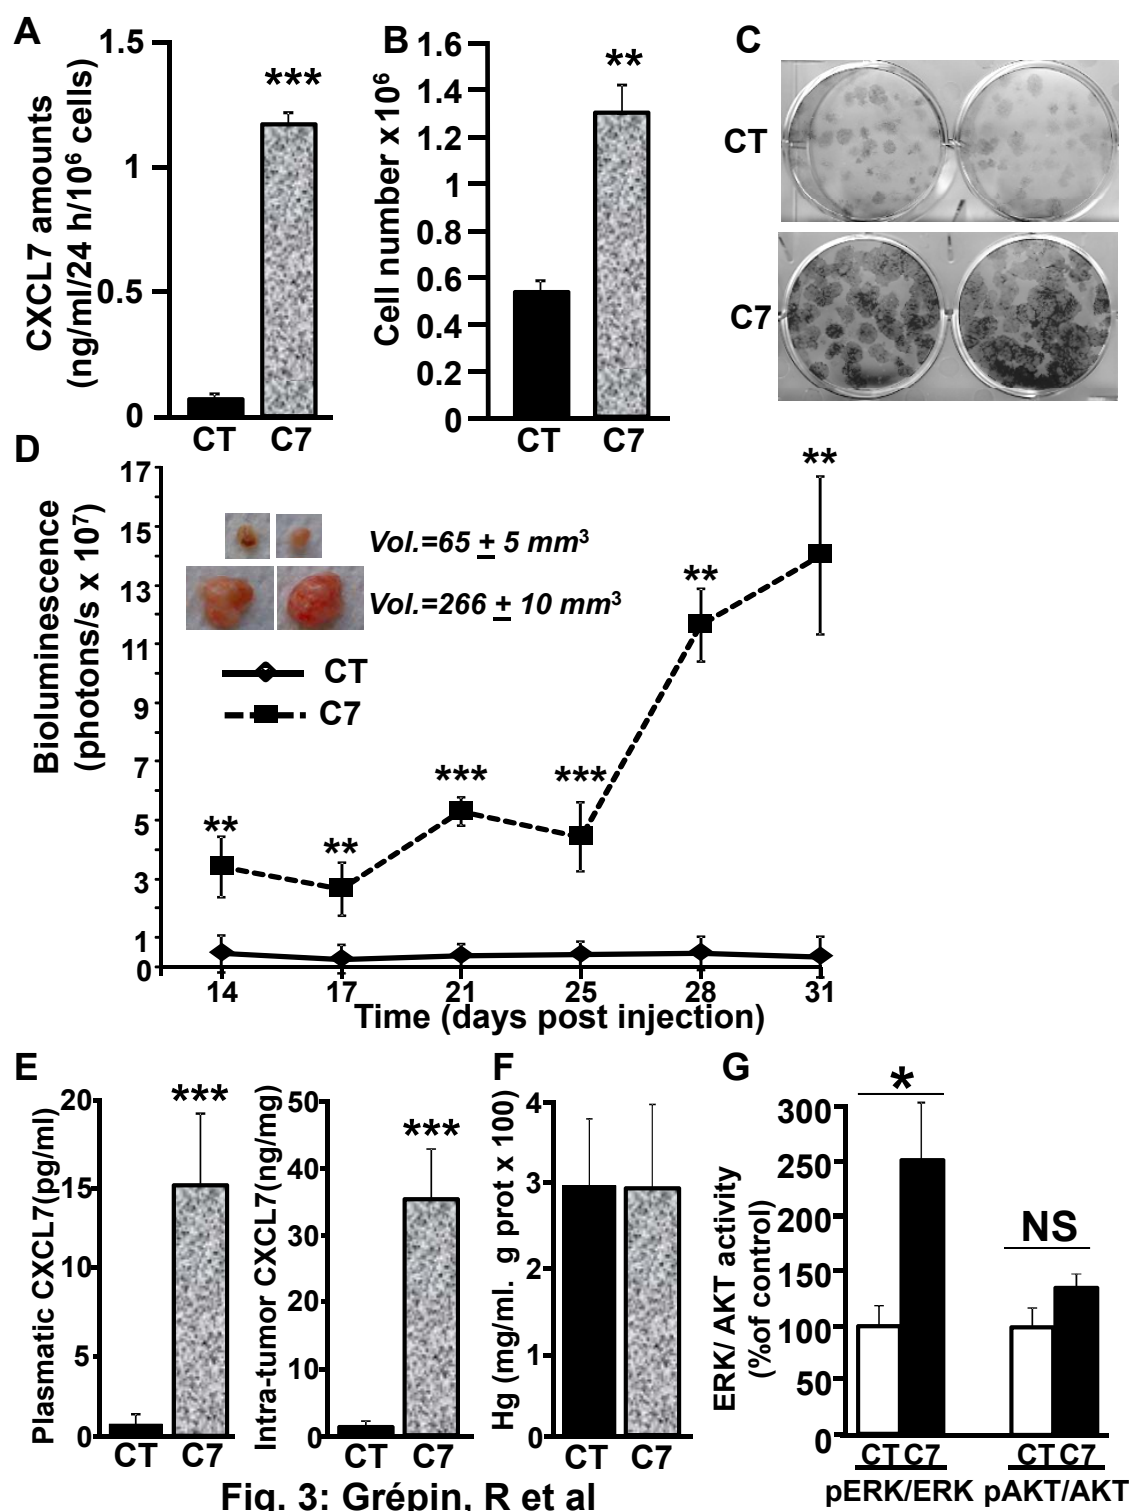 A
CXCL7 amounts
(ng/ml/24 h/10⁶ cells)
1.5
1
0.5
0
***
CT C7
B
Cell number x 10⁶
1.6
1.4
1.2
1
0.8
0.6
0.4
0.2
0
**
CT C7
C
CT
C7
D
Bioluminescence
(photons/s x 10⁷)
17
15
13
11
9
7
5
3
1
0
Vol.=65 ± 5 mm³
Vol.=266 ± 10 mm³
CT
C7
** ** *** *** ** **
14 17 21 25 28 31
Time (days post injection)
E
Plasmatic CXCL7(pg/ml)
20
15
10
5
0
***
CT C7
Intra-tumor CXCL7(ng/mg)
50
40
30
20
10
0
***
CT C7
F
Hg (mg/ml. g prot x 100)
4
3
2
1
0
CT C7
G
ERK/ AKT activity
(%of control)
300
250
200
150
100
50
0
*
NS
CT C7 CT C7
pERK/ERK pAKT/AKT
Fig. 3: Grépin, R et al